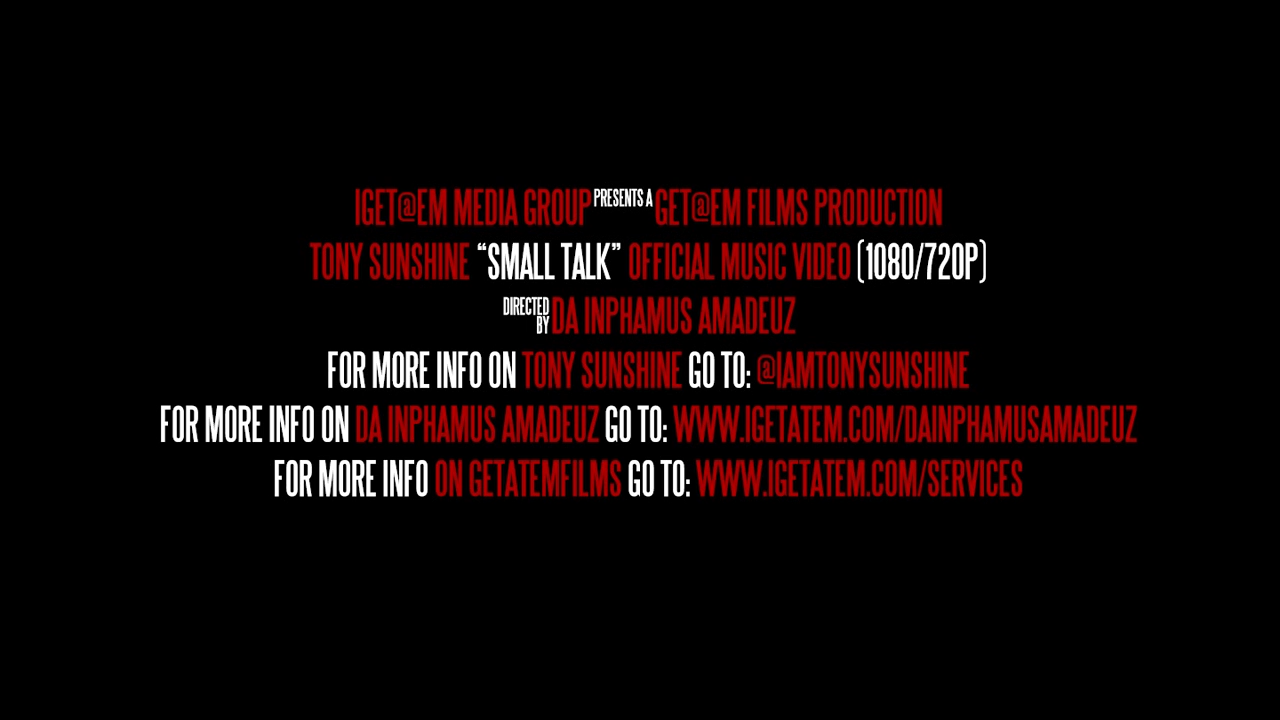 IGET@EM MEDIA GROUP PRESENTS A GET@EM FILMS PRODUCTION
TONY SUNSHINE “SMALL TALK” OFFICIAL MUSIC VIDEO (1080/720P)
DIRECTED BY DA INPHAMUS AMADEUZ
FOR MORE INFO ON TONY SUNSHINE GO TO: @IAMTONYSUNSHINE
FOR MORE INFO ON DA INPHAMUS AMADEUZ GO TO: WWW.IGETATEM.COM/DAINPHAMUSAMADEUZ
FOR MORE INFO ON GETATEMFILMS GO TO: WWW.IGETATEM.COM/SERVICES